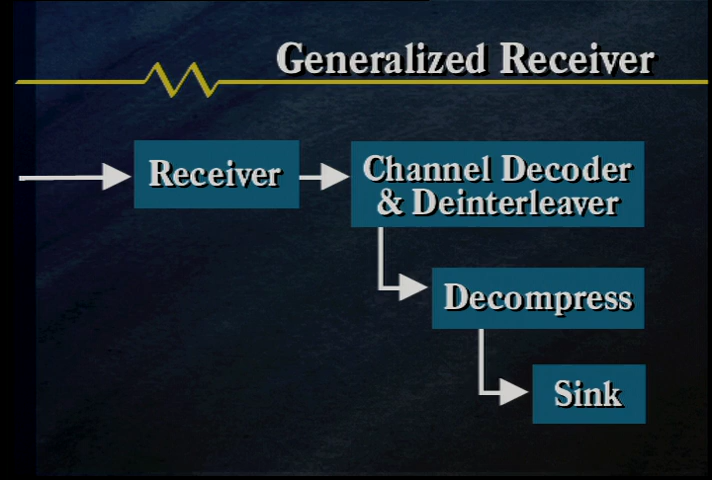 Generalized Receiver
Receiver
Channel Decoder
& Deinterleaver
Decompress
Sink